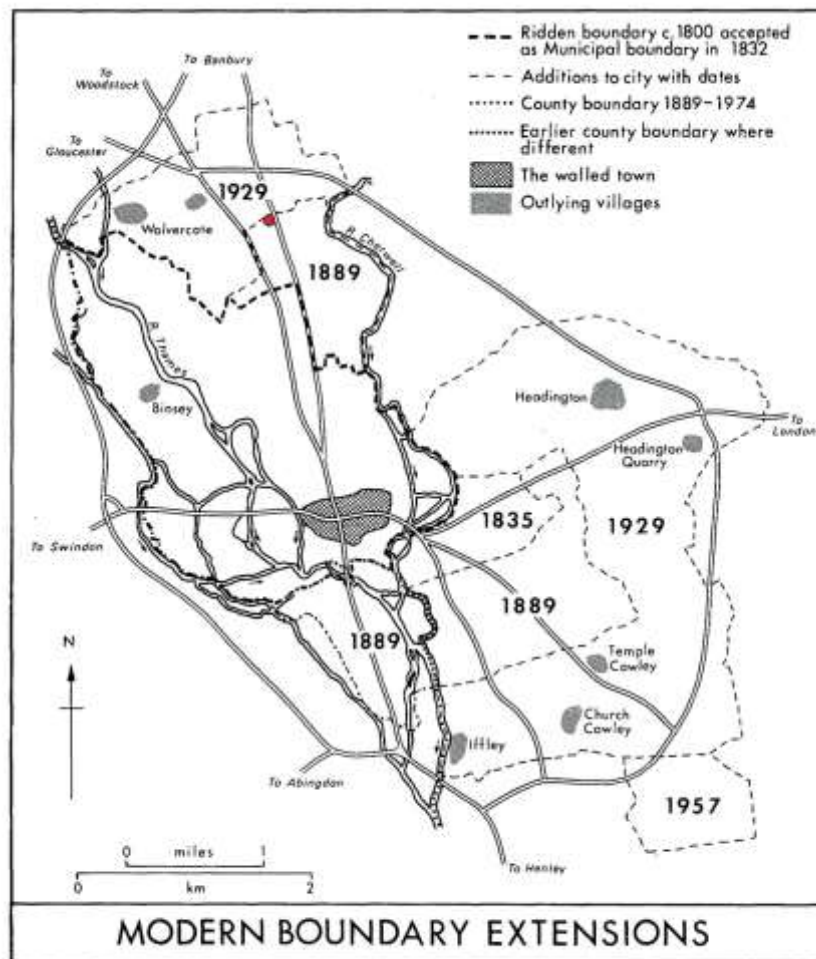 Ridden boundary c.1800 accepted
as Municipal boundary in 1832
Additions to city with dates
County boundary 1889-1974
Earlier county boundary where
different
The walled town
Outlying villages
To Banbury
To
Woodstock
To
Gloucester
1929
Wolvercote
R. Cherwell
1889
R. Thames
Binsey
Headington
To
London
Headington
Quarry
1835
1929
To Swindon
1889
1889
N
Temple
Cowley
Church
Cowley
Iffley
To Abingdon
1957
0 miles 1
To Henley
0 km 2
MODERN BOUNDARY EXTENSIONS